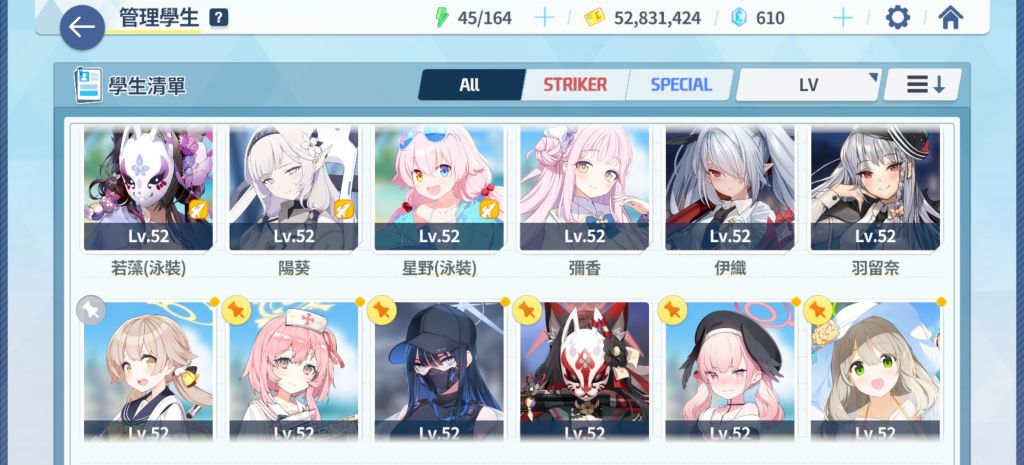 管理學生 ?
45/164
52,831,424
610
學生清單
All
STRIKER
SPECIAL
LV
Lv.52
Lv.52
Lv.52
Lv.52
Lv.52
Lv.52
若藻(泳裝)
陽葵
星野(泳裝)
彌香
伊織
羽留奈
Lv.52
Lv.52
Lv.52
Lv.52
Lv.52
Lv.52